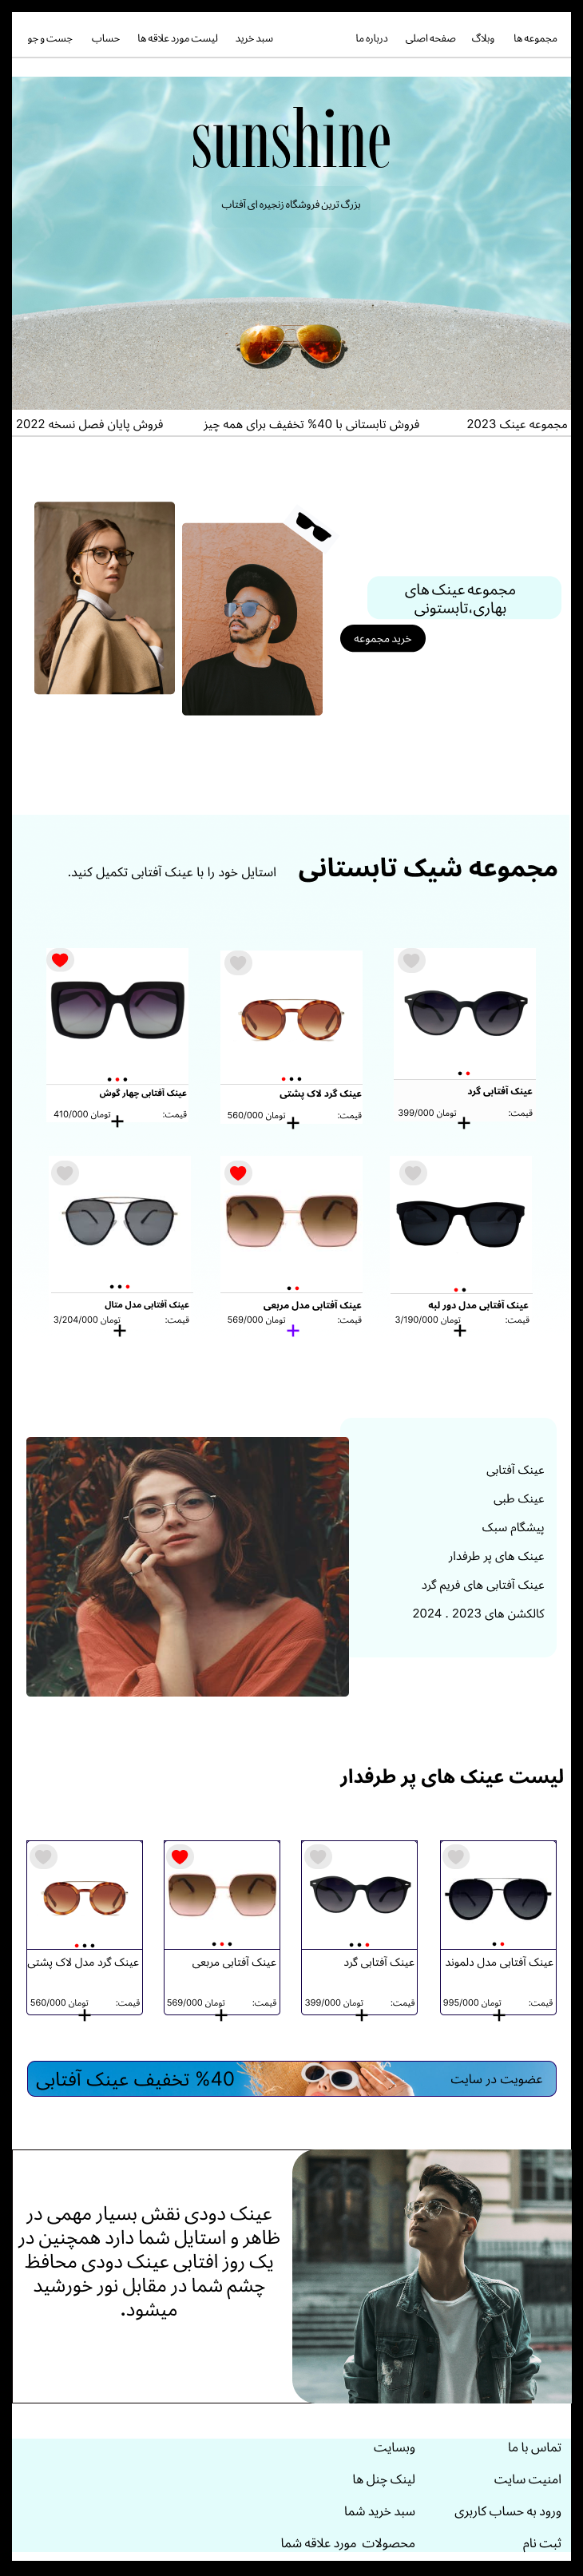 مجموعه ها
وبلاگ
صفحه اصلی
درباره ما
سبد خرید
لیست مورد علاقه ها
حساب
جست و جو
sunshine
بزرگ ترین فروشگاه زنجیره ای آفتاب
مجموعه عینک 2023
فروش تابستانی با 40% تخفیف برای همه چیز
فروش پایان فصل نسخه 2022
مجموعه عینک های
بهاری،تابستونی
خرید مجموعه
مجموعه شیک تابستانی
استایل خود را با عینک آفتابی تکمیل کنید.
عینک آفتابی گرد
قیمت:
399/000 تومان
+
عینک گرد لاک پشتی
قیمت:
560/000 تومان
+
عینک آفتابی چهار گوش
قیمت:
410/000 تومان
+
عینک آفتابی مدل دور لبه
قیمت:
3/190/000 تومان
+
عینک آفتابی مدل مربعی
قیمت:
569/000 تومان
+
عینک آفتابی مدل متال
قیمت:
3/204/000 تومان
+
عینک آفتابی
عینک طبی
پیشگام سبک
عینک های پر طرفدار
عینک آفتابی های فریم گرد
کالکشن های 2023 . 2024
لیست عینک های پر طرفدار
عینک آفتابی مدل دلموند
قیمت:
995/000 تومان
+
عینک آفتابی گرد
قیمت:
399/000 تومان
+
عینک آفتابی مربعی
قیمت:
569/000 تومان
+
عینک گرد مدل لاک پشتی
قیمت:
560/000 تومان
+
عضویت در سایت
40% تخفیف عینک آفتابی
عینک دودی نقش بسیار مهمی در
ظاهر و استایل شما دارد همچنین در
یک روز افتابی عینک دودی محافظ
چشم شما در مقابل نور خورشید
میشود.
تماس با ما
امنیت سایت
ورود به حساب کاربری
ثبت نام
وبسایت
لینک چنل ها
سبد خرید شما
محصولات مورد علاقه شما